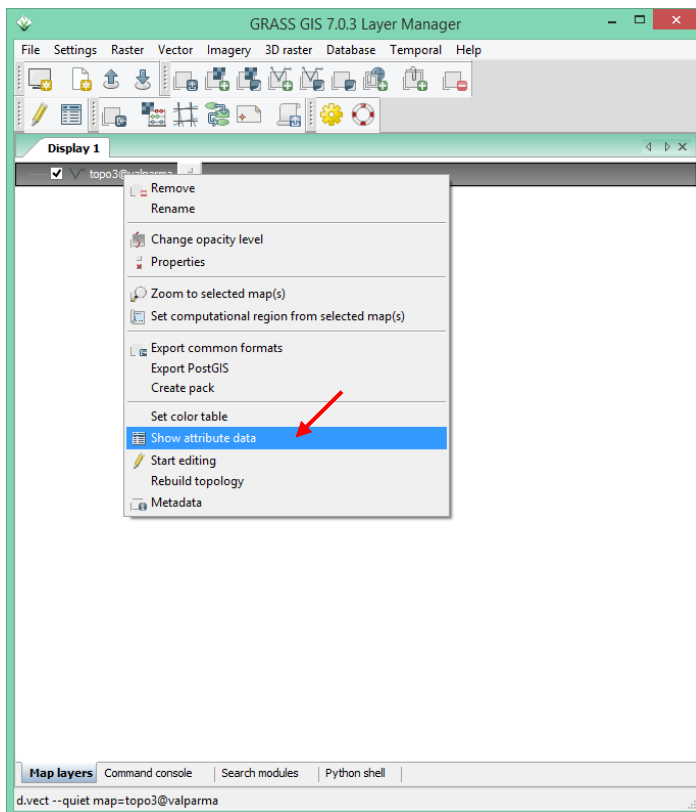 GRASS GIS 7.0.3 Layer Manager
File Settings Raster Vector Imagery 3D raster Database Temporal Help
Display 1
topo3@valparma
Remove
Rename
Change opacity level
Properties
Zoom to selected map(s)
Set computational region from selected map(s)
Export common formats
Export PostGIS
Create pack
Set color table
Show attribute data
Start editing
Rebuild topology
Metadata
Map layers Command console Search modules Python shell
d.vect --quiet map=topo3@valparma